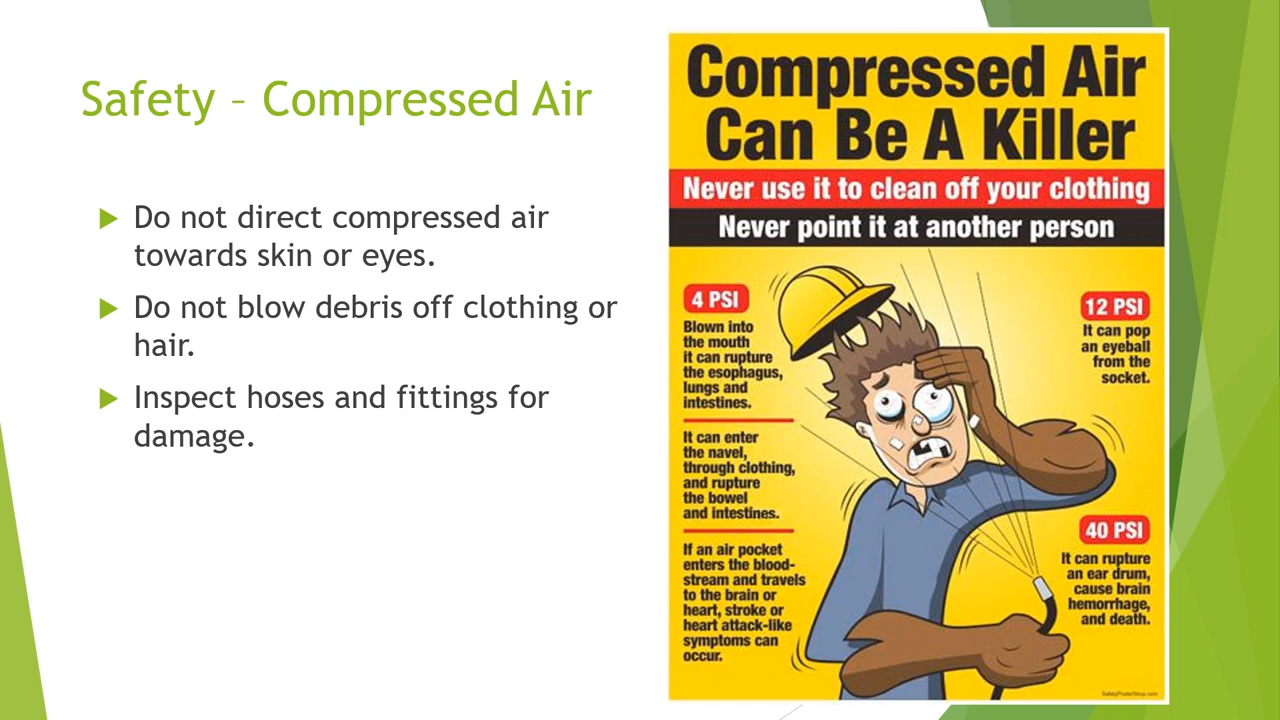 Safety – Compressed Air
Do not direct compressed air
towards skin or eyes.
Do not blow debris off clothing or
hair.
Inspect hoses and fittings for
damage.
Compressed Air
Can Be A Killer
Never use it to clean off your clothing
Never point it at another person
4 PSI
Blown into
the mouth
it can rupture
the esophagus,
lungs and
intestines.
It can enter
the navel,
through clothing,
and rupture
the bowel
and intestines.
If an air pocket
enters the blood-
stream and travels
to the brain or
heart, stroke or
heart attack-like
symptoms can
occur.
12 PSI
It can pop
an eyeball
from the
socket.
40 PSI
It can rupture
an ear drum,
cause brain
hemorrhage,
and death.
SafetyPosterShop.com